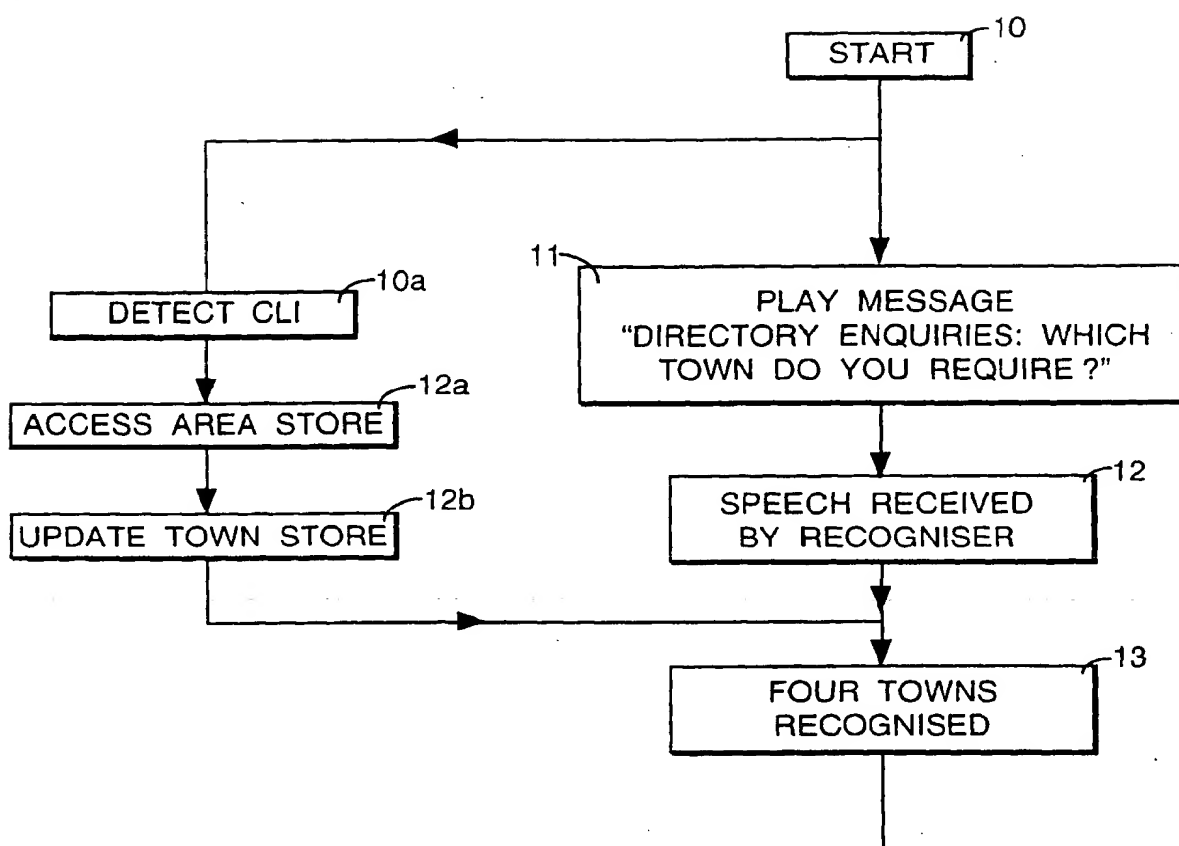 10
START
11
PLAY MESSAGE
“DIRECTORY ENQUIRIES: WHICH
TOWN DO YOU REQUIRE?”
10a
DETECT CLI
12a
ACCESS AREA STORE
12
SPEECH RECEIVED
BY RECOGNISER
12b
UPDATE TOWN STORE
13
FOUR TOWNS
RECOGNISED